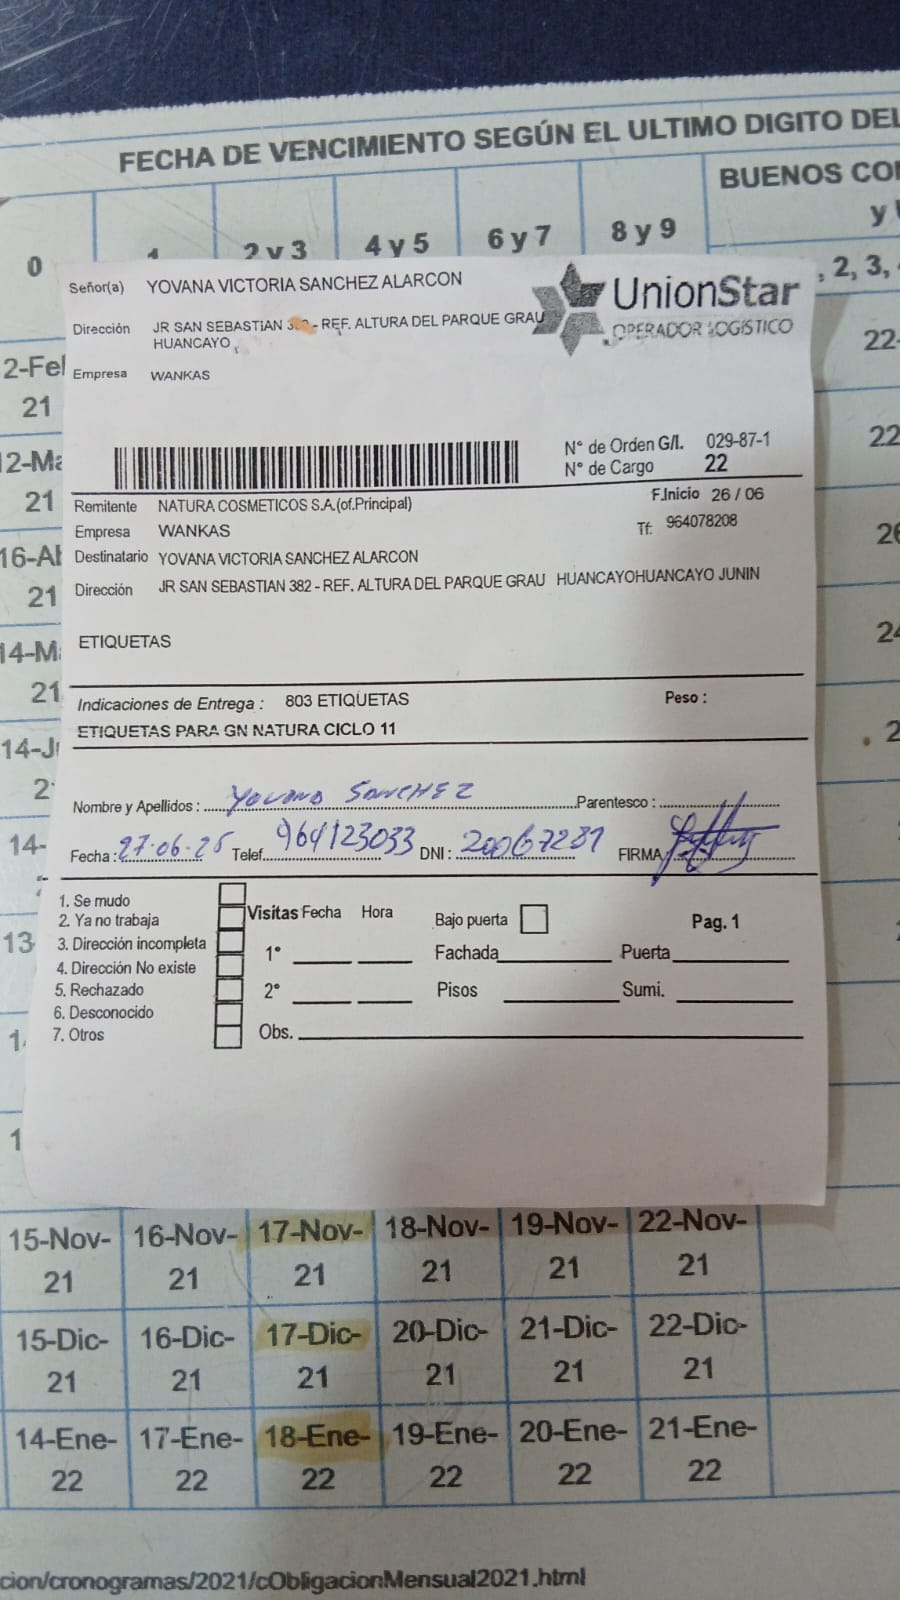 FECHA DE VENCIMIENTO SEGÚN EL ULTIMO DIGITO DEL
BUENOS CON
y
0 1 2 y 3 4 y 5 6 y 7 8 y 9
, 2, 3,
Señor(a) YOVANA VICTORIA SANCHEZ ALARCON
UnionStar
OPERADOR LOGÍSTICO
Dirección JR SAN SEBASTIAN - REF. ALTURA DEL PARQUE GRAU
HUANCAYO
Empresa WANKAS
N° de Orden G/I. 029-87-1
N° de Cargo 22
F.Inicio 26 / 06
Remitente NATURA COSMETICOS S.A.(of.Principal)
Empresa WANKAS
Tf: 964078208
Destinatario YOVANA VICTORIA SANCHEZ ALARCON
Dirección JR SAN SEBASTIAN 382 - REF. ALTURA DEL PARQUE GRAU HUANCAYOHUANCAYO JUNIN
ETIQUETAS
Indicaciones de Entrega : 803 ETIQUETAS Peso :
ETIQUETAS PARA GN NATURA CICLO 11
Nombre y Apellidos : Yovana SANCHEZ Parentesco :
Fecha : 27.06.25 Telef. 964123033 DNI : 20067231 FIRMA
1. Se mudo
2. Ya no trabaja
3. Dirección incompleta
4. Dirección No existe
5. Rechazado
6. Desconocido
7. Otros
Visitas Fecha Hora Bajo puerta Pag. 1
1° Fachada Puerta
2° Pisos Sumi.
Obs.
15-Nov- 16-Nov- 17-Nov- 18-Nov- 19-Nov- 22-Nov-
21 21 21 21 21 21
15-Dic- 16-Dic- 17-Dic- 20-Dic- 21-Dic- 22-Dic-
21 21 21 21 21 21
14-Ene- 17-Ene- 18-Ene- 19-Ene- 20-Ene- 21-Ene-
22 22 22 22 22 22
cion/cronogramas/2021/cObligacionMensual2021.html